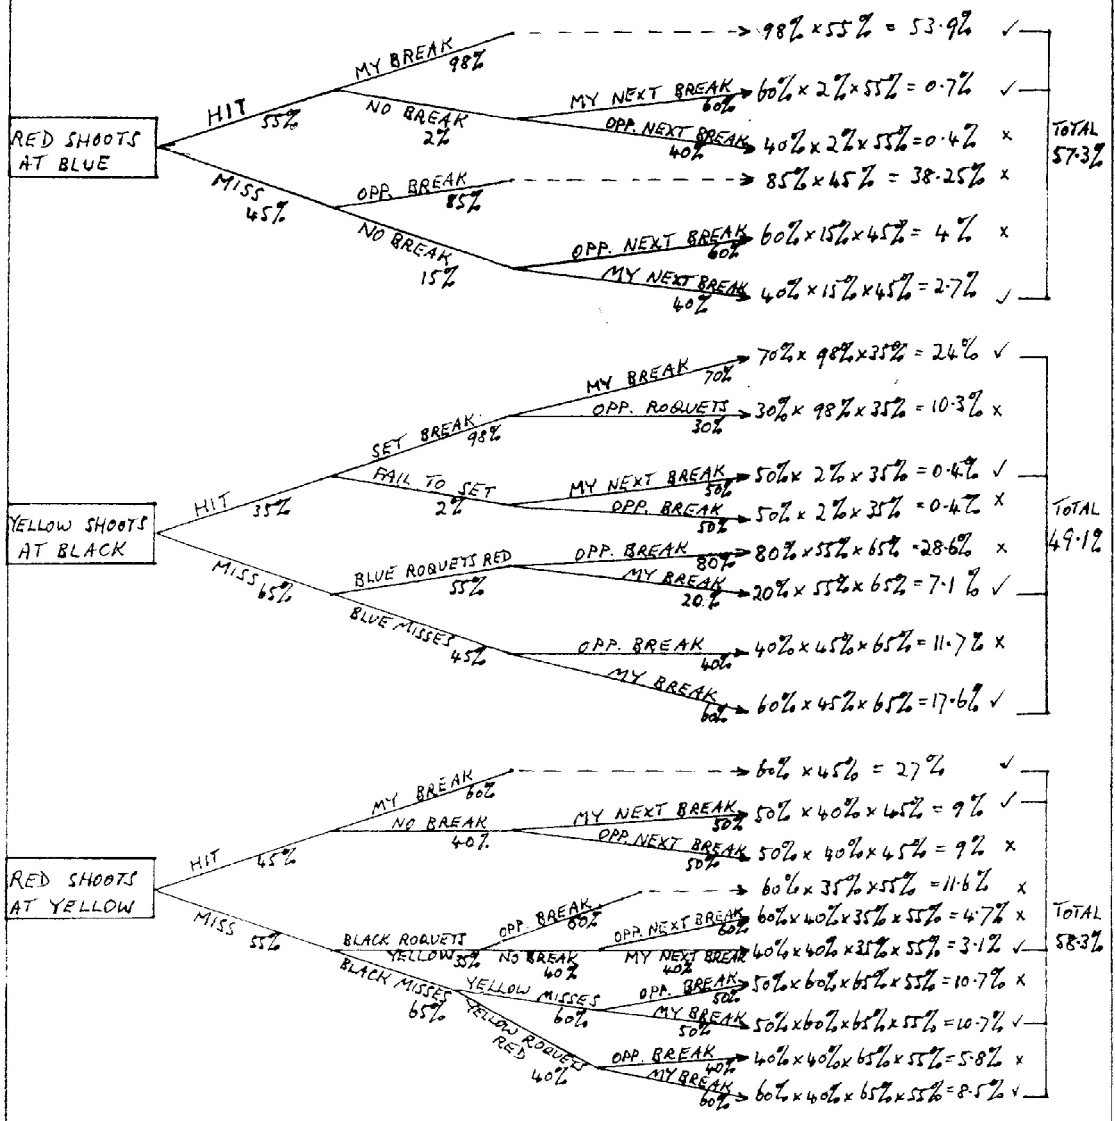 MY BREAK
98%
98% × 55% = 53.9% ✓
HIT
55%
NO BREAK
2%
MY NEXT BREAK
60%
60% × 2% × 55% = 0.7% ✓
OPP. NEXT BREAK
40%
40% × 2% × 55% = 0.4% ×
RED SHOOTS
AT BLUE
TOTAL
57.3%
MISS
45%
OPP. BREAK
85%
85% × 45% = 38.25% ×
NO BREAK
15%
OPP. NEXT BREAK
60%
60% × 15% × 45% = 4% ×
MY NEXT BREAK
40%
40% × 15% × 45% = 2.7% ✓
MY BREAK
70%
70% × 98% × 35% = 24% ✓
SET BREAK
98%
OPP. ROQUETS
30%
30% × 98% × 35% = 10.3% ×
HIT
35%
FAIL TO SET
2%
MY NEXT BREAK
50%
50% × 2% × 35% = 0.4% ✓
OPP. BREAK
50%
50% × 2% × 35% = 0.4% ×
YELLOW SHOOTS
AT BLACK
TOTAL
49.1%
MISS
65%
BLUE ROQUETS RED
55%
OPP. BREAK
80%
80% × 55% × 65% = 28.6% ×
MY BREAK
20%
20% × 55% × 65% = 7.1% ✓
BLUE MISSES
45%
OPP. BREAK
40%
40% × 45% × 65% = 11.7% ×
MY BREAK
60%
60% × 45% × 65% = 17.6% ✓
MY BREAK
60%
60% × 45% = 27% ✓
HIT
45%
NO BREAK
40%
MY NEXT BREAK
50%
50% × 40% × 45% = 9% ✓
OPP. NEXT BREAK
50%
50% × 40% × 45% = 9% ×
RED SHOOTS
AT YELLOW
TOTAL
58.3%
MISS
55%
BLACK ROQUETS
YELLOW 35%
OPP. BREAK
60%
60% × 35% × 55% = 11.6% ×
NO BREAK
40%
OPP. NEXT BREAK
60%
60% × 40% × 35% × 55% = 4.7% ×
MY NEXT BREAK
40%
40% × 40% × 35% × 55% = 3.1% ✓
BLACK MISSES
65%
YELLOW MISSES
60%
OPP. BREAK
50%
50% × 60% × 65% × 55% = 10.7% ×
MY BREAK
50%
50% × 60% × 65% × 55% = 10.7% ✓
YELLOW ROQUETS
RED
40%
OPP. BREAK
40%
40% × 40% × 65% × 55% = 5.8% ×
MY BREAK
60%
60% × 40% × 65% × 55% = 8.5% ✓